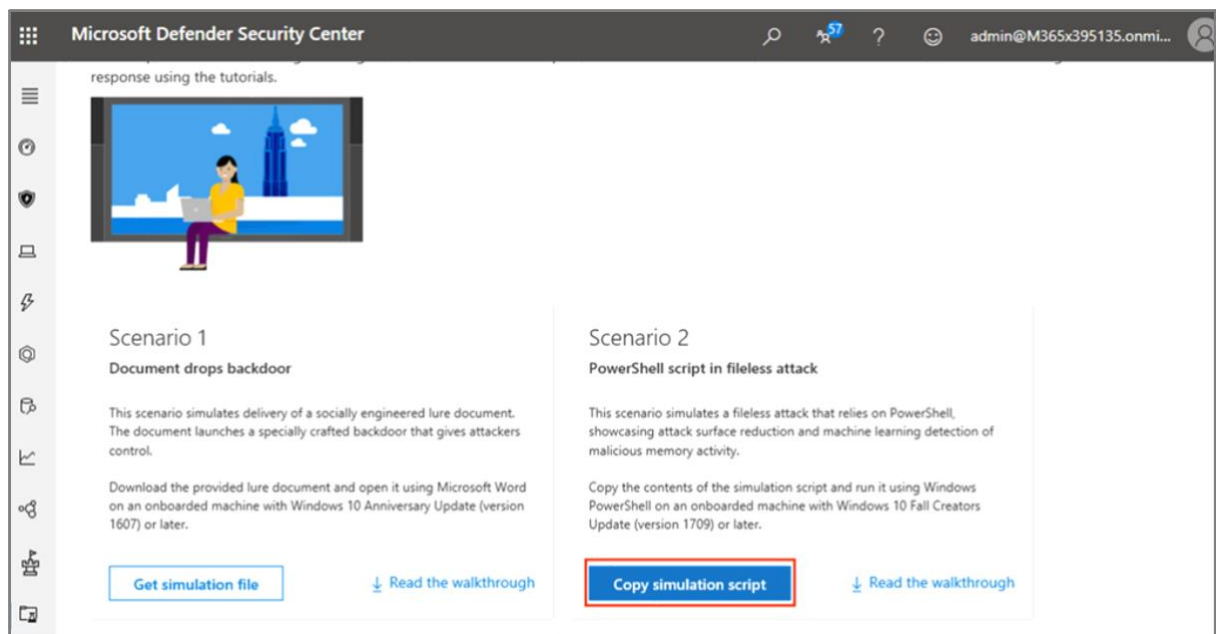 Microsoft Defender Security Center
57
?
admin@M365x395135.onmi...
response using the tutorials.
Scenario 1
Document drops backdoor
This scenario simulates delivery of a socially engineered lure document.
The document launches a specially crafted backdoor that gives attackers
control.
Download the provided lure document and open it using Microsoft Word
on an onboarded machine with Windows 10 Anniversary Update (version
1607) or later.
Get simulation file
Read the walkthrough
Scenario 2
PowerShell script in fileless attack
This scenario simulates a fileless attack that relies on PowerShell,
showcasing attack surface reduction and machine learning detection of
malicious memory activity.
Copy the contents of the simulation script and run it using Windows
PowerShell on an onboarded machine with Windows 10 Fall Creators
Update (version 1709) or later.
Copy simulation script
Read the walkthrough